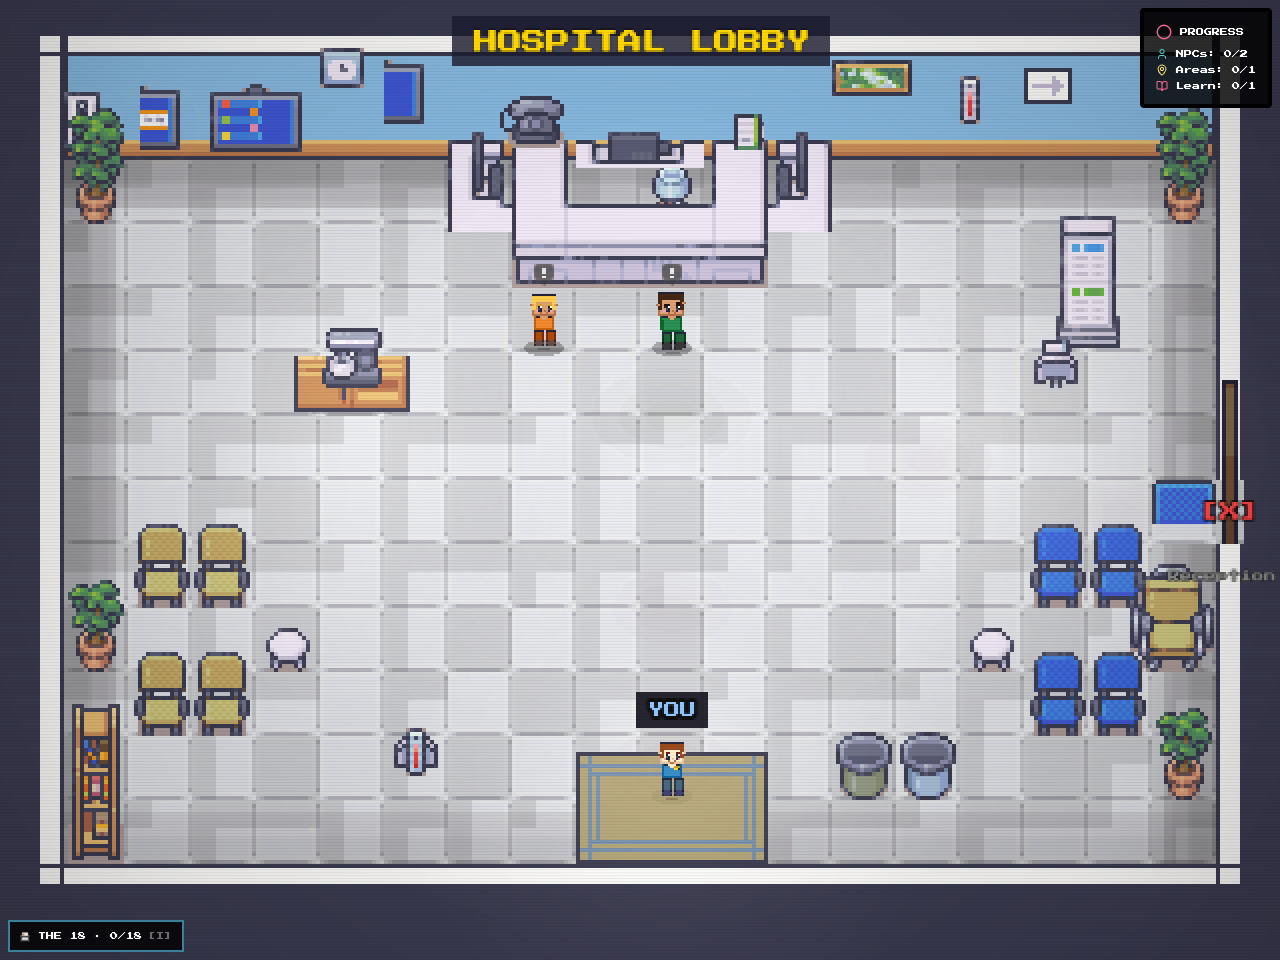 HOSPITAL LOBBY
PROGRESS
NPCs: 0/2
Areas: 0/1
Learn: 0/1
[X]
Reception
YOU
THE 18 · 0/18 [I]